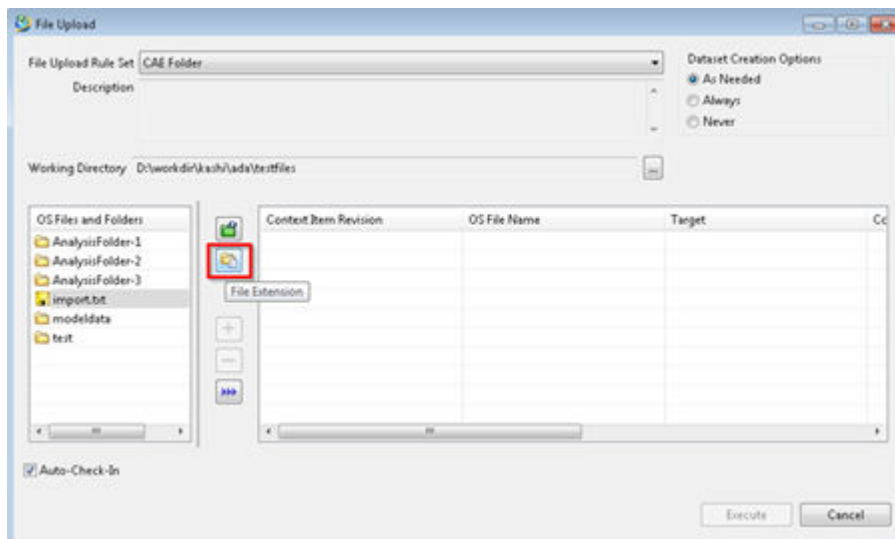 File Upload
File Upload Rule Set CAE Folder
Description
Dataset Creation Options
As Needed
Always
Never
Working Directory D:\workdir\kashi\ada\testfiles
...
OS Files and Folders
AnalysisFolder-1
AnalysisFolder-2
AnalysisFolder-3
import.txt
modeldata
test
File Extension
Context Item Revision OS File Name Target Cc
Auto-Check-In
Execute Cancel